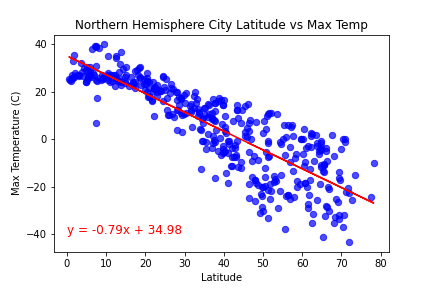 Northern Hemisphere City Latitude vs Max Temp
Max Temperature (C)
40
20
0
−20
−40
y = -0.79x + 34.98
0 10 20 30 40 50 60 70 80
Latitude